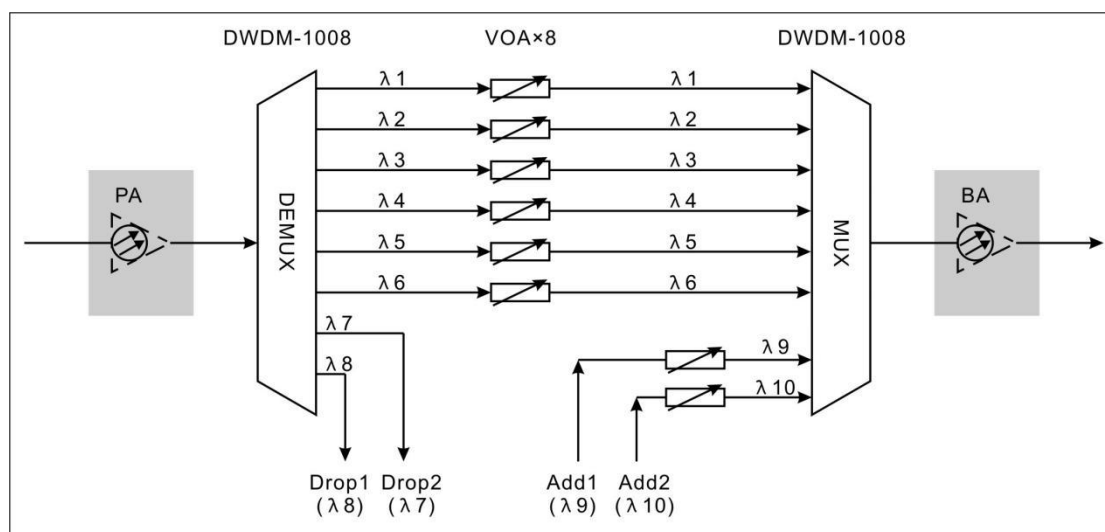 DWDM-1008 VOA×8 DWDM-1008
λ1 λ1
λ2 λ2
λ3 λ3
PA λ4 λ4 BA
DEMUX MUX
λ5 λ5
λ6 λ6
λ7
λ8 λ9
λ10
Drop1 Drop2 Add1 Add2
(λ8) (λ7) (λ9) (λ10)